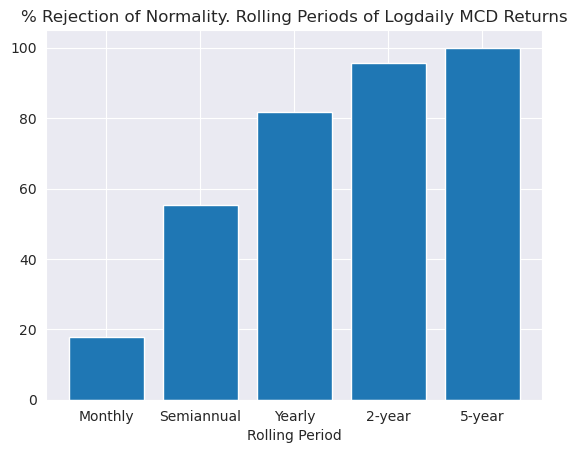 % Rejection of Normality. Rolling Periods of Logdaily MCD Returns
100
80
60
40
20
0
Monthly Semiannual Yearly 2-year 5-year
Rolling Period